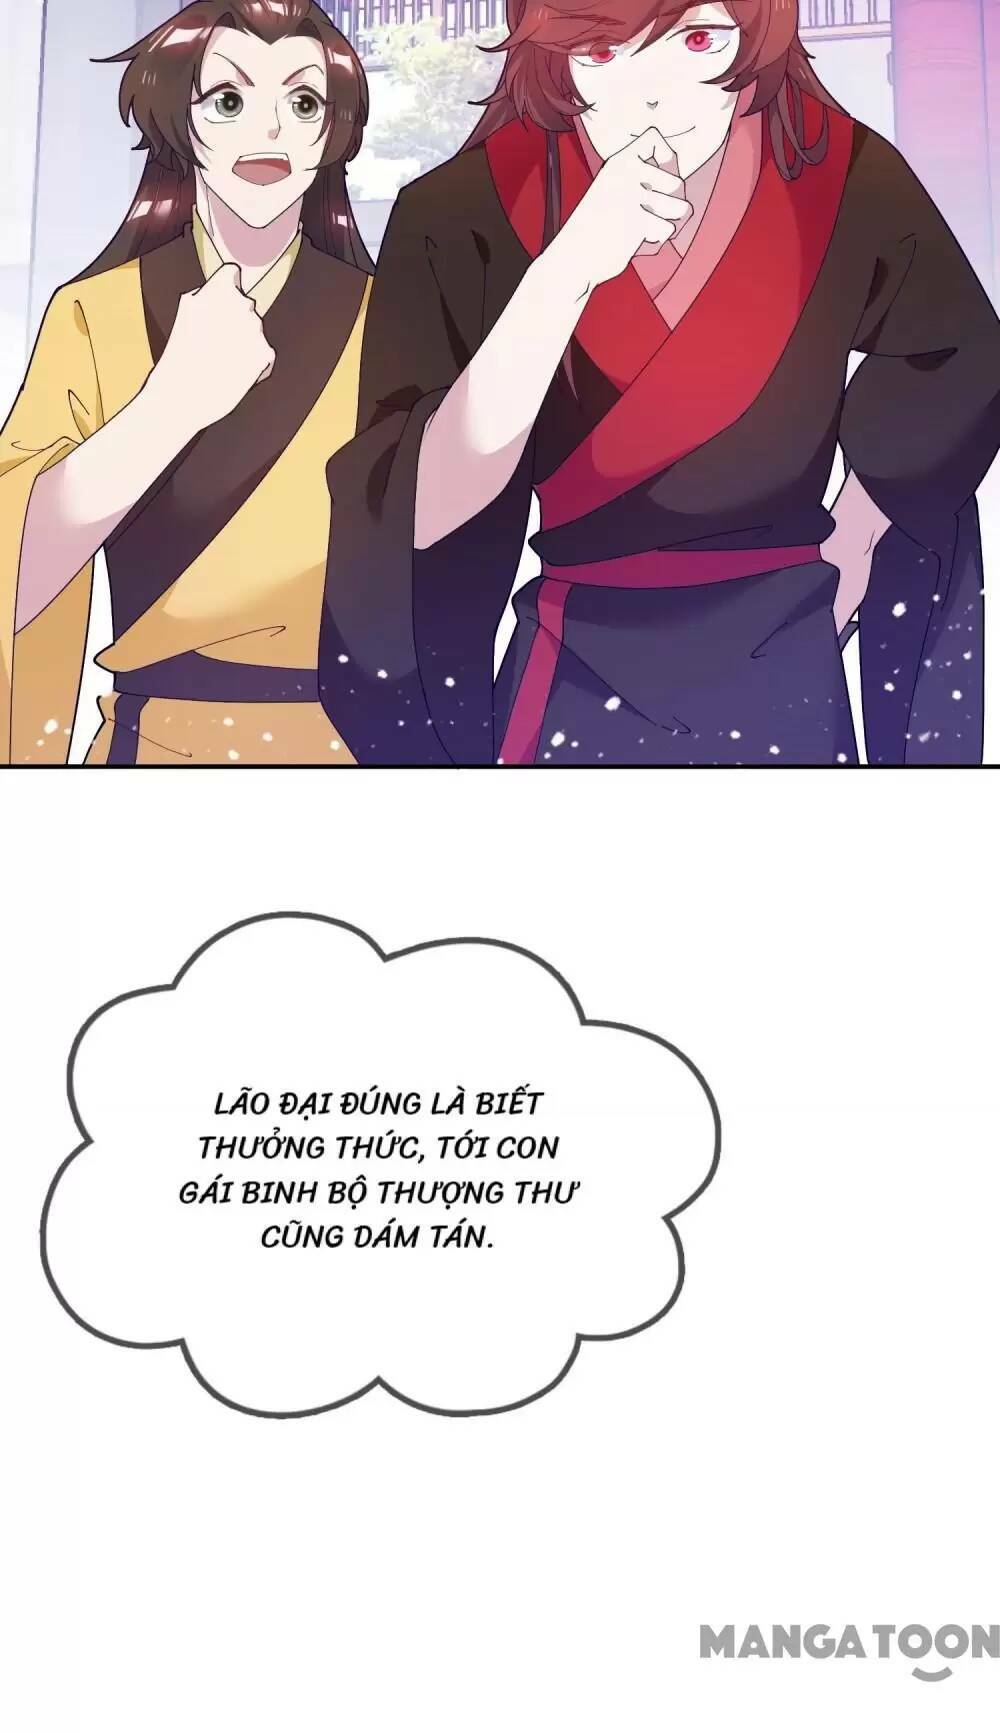 LÃO ĐẠI ĐÚNG LÀ BIẾT
THƯỞNG THỨC, TỚI CON
GÁI BINH BỘ THƯỢNG THƯ
CŨNG DÁM TÁN.
MANGATOON